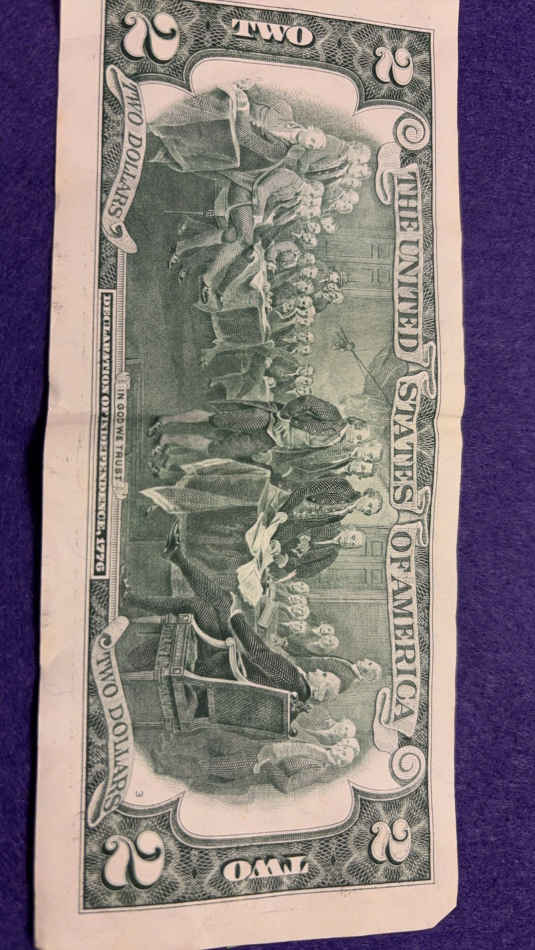 2 TWO 2
THE UNITED STATES OF AMERICA
TWO DOLLARS
TWO DOLLARS
IN GOD WE TRUST
DECLARATION OF INDEPENDENCE, 1776
3
2 TWO 2